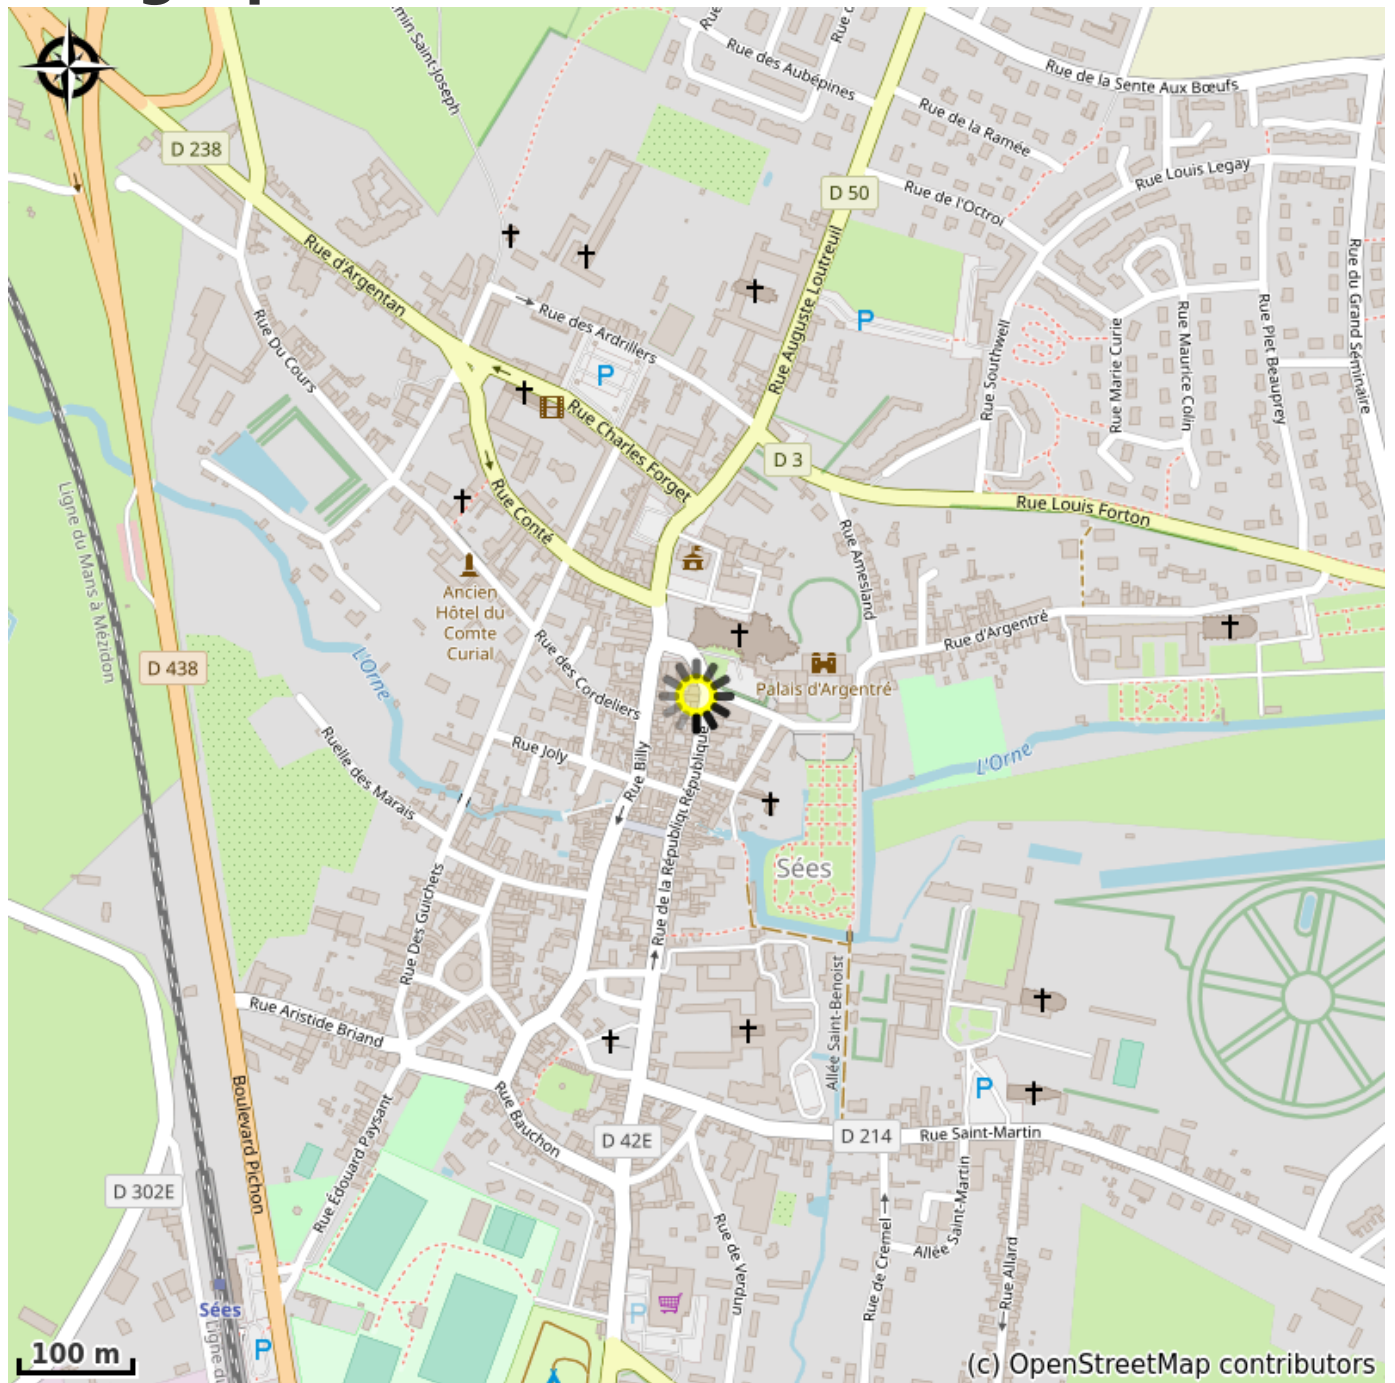 Rue des Aubépines
Rue de la Sente Aux Bœufs
Rue de la Ramée
D 238
Rue Louis Legay
D 50
Rue de l'Octroi
Rue d'Argentan
Rue Auguste Loutreuil
Rue du Grand Séminaire
Rue des Ardrillers
P
Rue Du Cours
Rue Southwell
Rue Marie Curie
Rue Maurice Colin
Rue Piet Beauprey
P
Rue Charles Forget
D 3
Ligne du Mans à Mézidon
Rue Conté
Rue Louis Forton
Rue Amesland
Ancien
Hôtel du
Comte
Curial
Rue d'Argentré
L'Orne
D 438
Rue des Cordeliers
Palais d'Argentré
Ruelle des Marais
Rue Joly
Rue Billy
République
L'Orne
Rue de la Républiqu
Sées
Rue Des Guichets
Allée Saint-Benoist
Rue Aristide Briand
Boulevard Pichon
P
Rue Édouard Paysant
Rue Bauchon
D 42E
D 214
Rue Saint-Martin
D 302E
Allée Saint-Martin
Rue de Verdun
Rue de Cremel
Rue Allard
Sées
P
P
Ligne du
100 m
(c) OpenStreetMap contributors